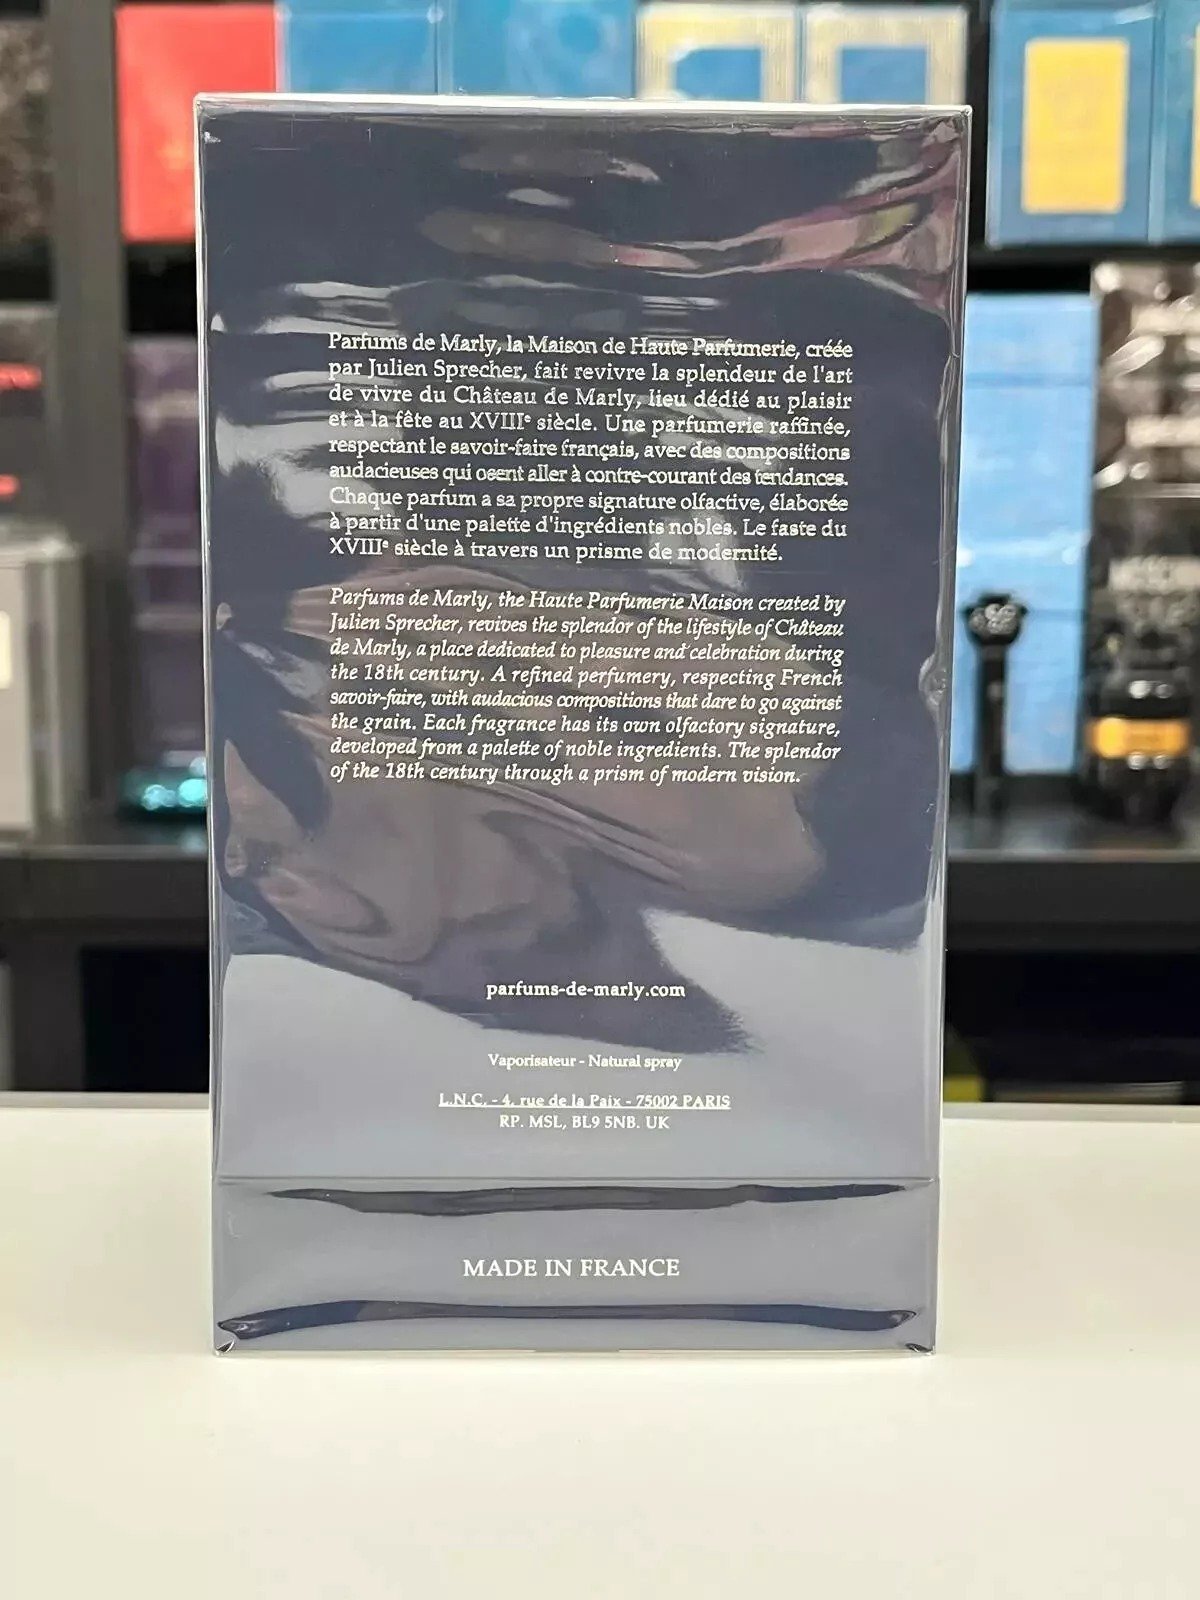 Parfums de Marly, la Maison de Haute Parfumerie, créée
par Julien Sprecher, fait revivre la splendeur de l'art
de vivre du Château de Marly, lieu dédié au plaisir
et à la fête au XVIIIᵉ siècle. Une parfumerie raffinée,
respectant le savoir-faire français, avec des compositions
audacieuses qui osent aller à contre-courant des tendances.
Chaque parfum a sa propre signature olfactive, élaborée
à partir d'une palette d'ingrédients nobles. Le faste du
XVIIIᵉ siècle à travers un prisme de modernité.
Parfums de Marly, the Haute Parfumerie Maison created by
Julien Sprecher, revives the splendor of the lifestyle of Château
de Marly, a place dedicated to pleasure and celebration during
the 18th century. A refined perfumery, respecting French
savoir-faire, with audacious compositions that dare to go against
the grain. Each fragrance has its own olfactory signature,
developed from a palette of noble ingredients. The splendor
of the 18th century through a prism of modern vision.
parfums-de-marly.com
Vaporisateur - Natural spray
L.N.C. - 4, rue de la Paix - 75002 PARIS
RP. MSL, BL9 5NB. UK
MADE IN FRANCE